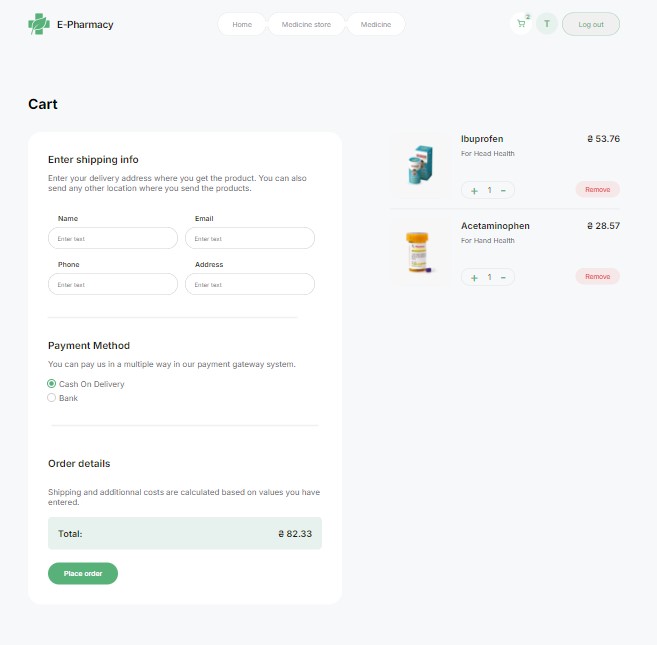 E-Pharmacy
Home
Medicine store
Medicine
2
T
Log out
Cart
Enter shipping info
Enter your delivery address where you get the product. You can also
send any other location where you send the products.
Name
Email
Enter text
Enter text
Phone
Address
Enter text
Enter text
Payment Method
You can pay us in a multiple way in our payment gateway system.
Cash On Delivery
Bank
Order details
Shipping and additionnal costs are calculated based on values you have
entered.
Total:
₴ 82.33
Place order
Ibuprofen
₴ 53.76
For Head Health
+ 1 −
Remove
Acetaminophen
₴ 28.57
For Hand Health
+ 1 −
Remove